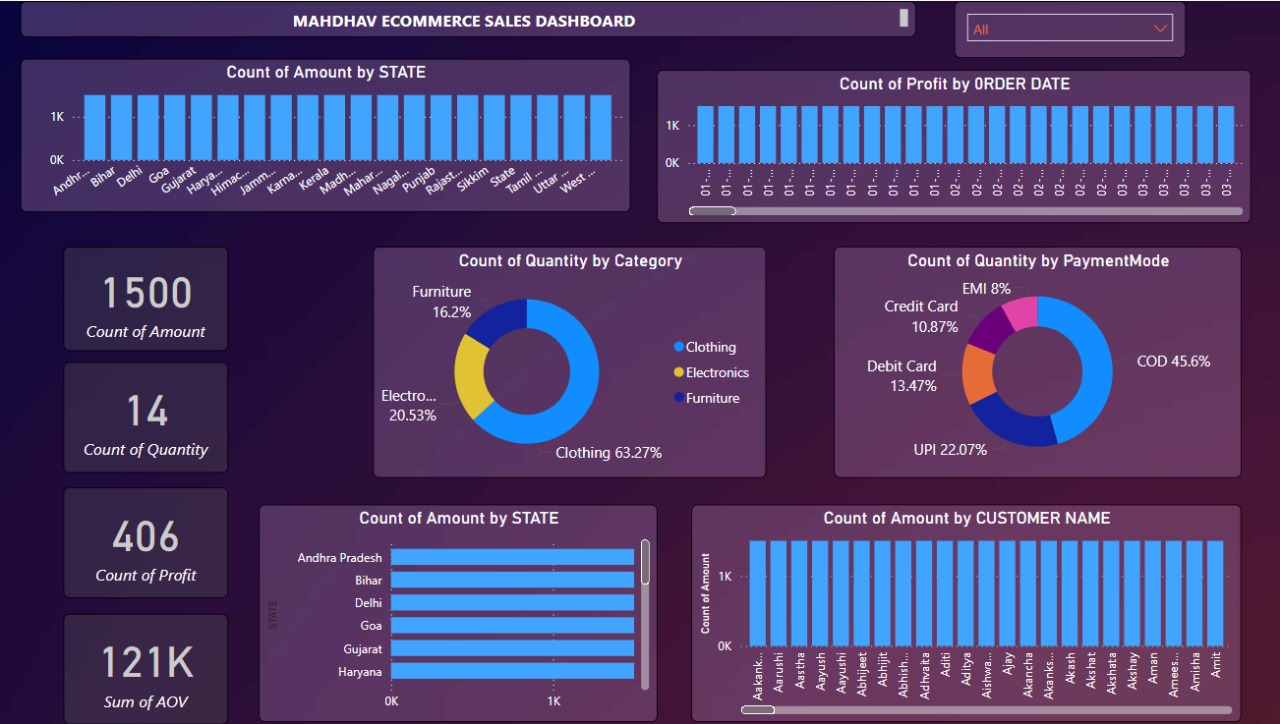 MAHDHAV ECOMMERCE SALES DASHBOARD
All
Count of Amount by STATE
1K
0K
Andhr...
Bihar
Delhi
Goa
Gujarat
Harya...
Himac...
Jamm...
Karna...
Kerala
Madh...
Mahar...
Nagal...
Punjab
Rajast...
Sikkim
State
Tamil ...
Uttar ...
West ...
Count of Profit by 0RDER DATE
1K
0K
01-...
01-...
01-...
01-...
01-...
01-...
01-...
01-...
01-...
01-...
01-...
01-...
02-...
02-...
02-...
02-...
02-...
02-...
02-...
02-...
03-...
03-...
03-...
03-...
03-...
03-...
1500
Count of Amount
14
Count of Quantity
406
Count of Profit
121K
Sum of AOV
Count of Quantity by Category
Furniture
16.2%
Electro...
20.53%
Clothing 63.27%
Clothing
Electronics
Furniture
Count of Quantity by PaymentMode
EMI 8%
Credit Card
10.87%
Debit Card
13.47%
UPI 22.07%
COD 45.6%
Count of Amount by STATE
STATE
Andhra Pradesh
Bihar
Delhi
Goa
Gujarat
Haryana
0K
1K
Count of Amount by CUSTOMER NAME
Count of Amount
1K
0K
Aakank...
Aarushi
Aastha
Aayush
Aayushi
Abhijeet
Abhijit
Abhish...
Adhvaita
Aditi
Aditya
Aishwa...
Ajay
Akancha
Akanks...
Akash
Akshat
Akshata
Akshay
Aman
Amees...
Amisha
Amit